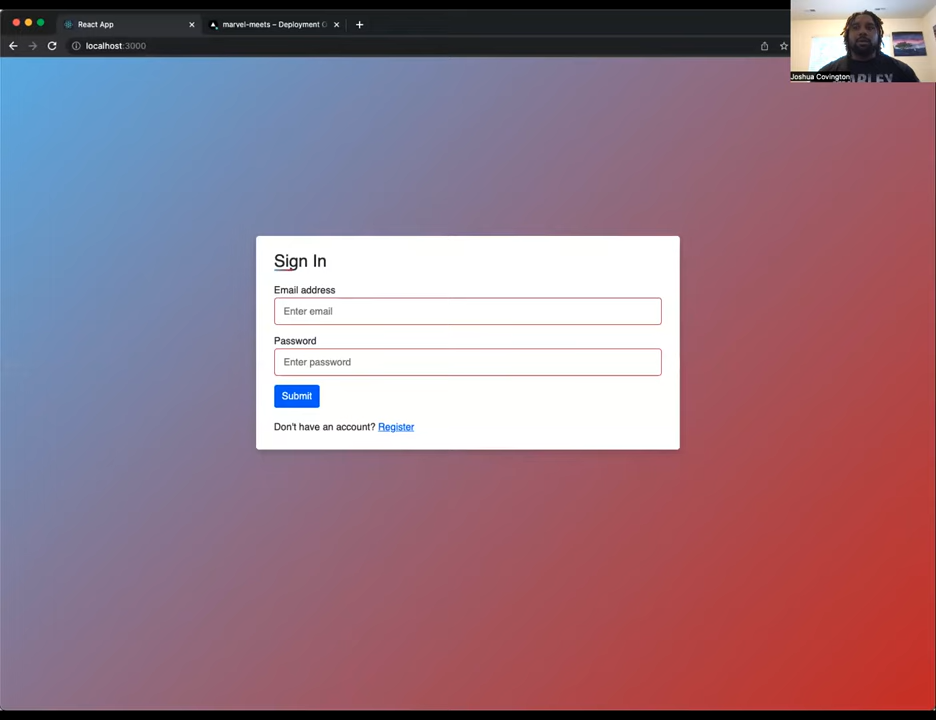 React App
marvel-meets – Deployment
localhost:3000
Joshua Covington
Sign In
Email address
Enter email
Password
Enter password
Submit
Don't have an account? Register